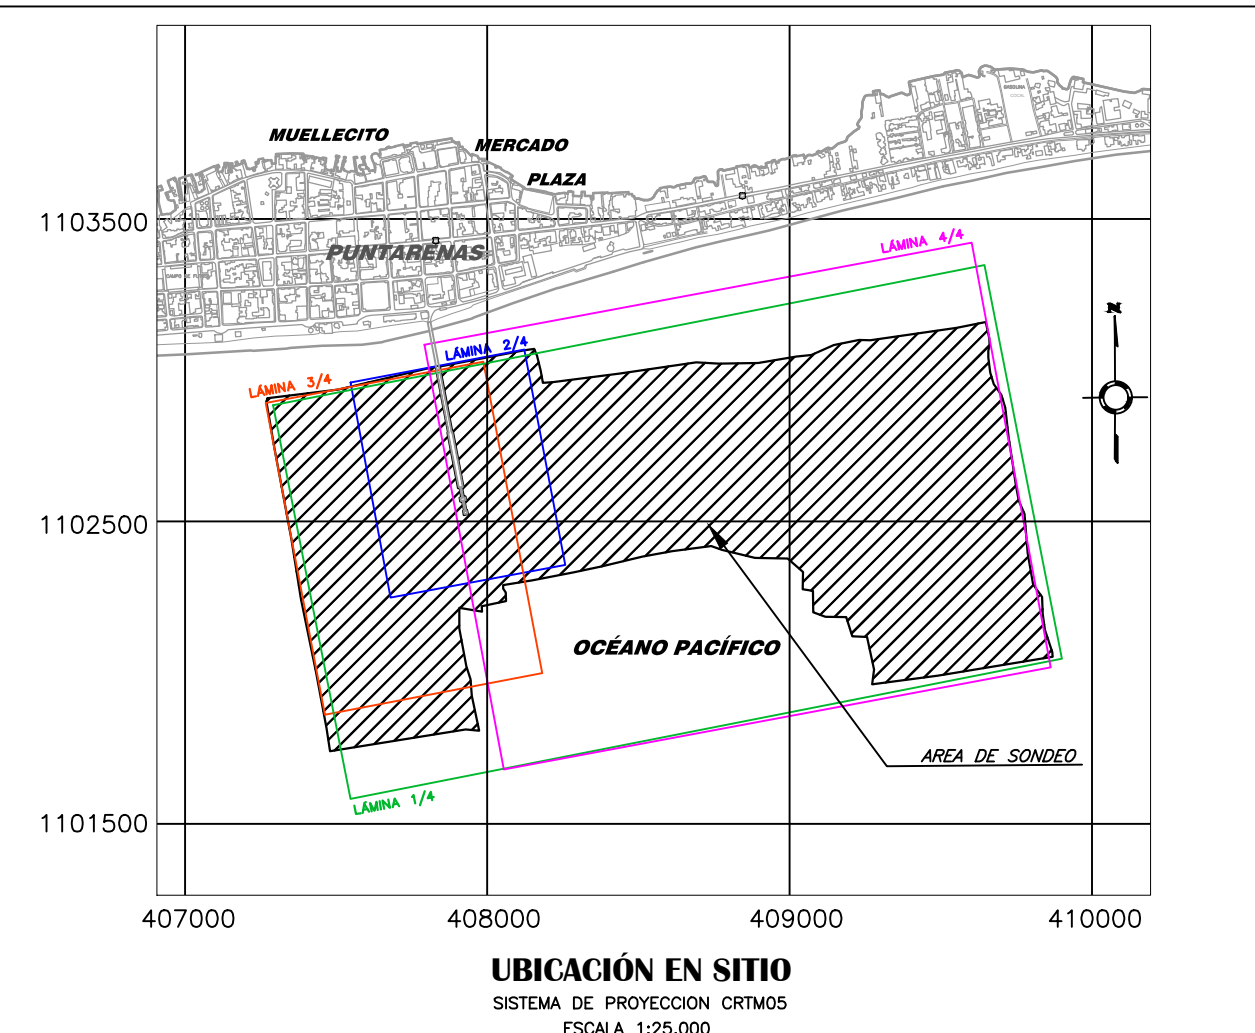 MUELLECITO
MERCADO
PLAZA
1103500
PUNTARENAS
LÁMINA 4/4
LÁMINA 2/4
LÁMINA 3/4
1102500
OCÉANO PACÍFICO
AREA DE SONDEO
LÁMINA 1/4
1101500
407000 408000 409000 410000
N
UBICACIÓN EN SITIO
SISTEMA DE PROYECCION CRTM05
ESCALA 1:25.000